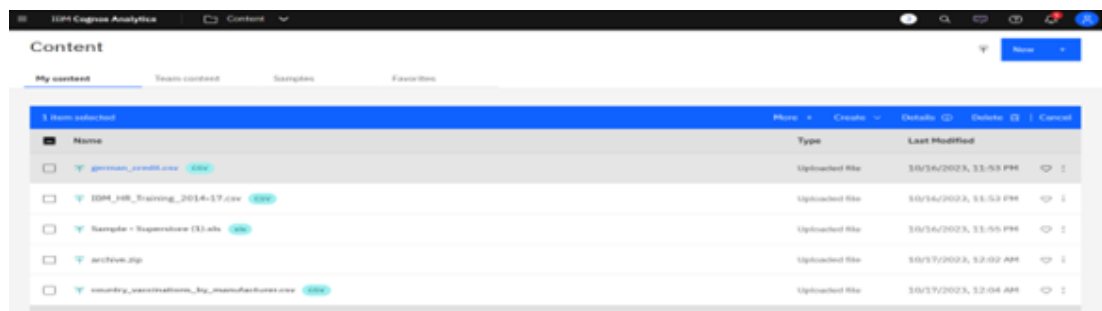 IBM Cognos Analytics Content
Content
New
My content Team content Samples Favorites
1 item selected More + Create Details Delete | Cancel
Name Type Last Modified
german_credit.csv csv Uploaded file 10/16/2023, 11:53 PM
IBM_HR_Training_2014-17.csv csv Uploaded file 10/16/2023, 11:53 PM
Sample - Superstore (1).xls xls Uploaded file 10/16/2023, 11:55 PM
archive.zip Uploaded file 10/17/2023, 12:02 AM
country_vaccinations_by_manufacturer.csv csv Uploaded file 10/17/2023, 12:04 AM